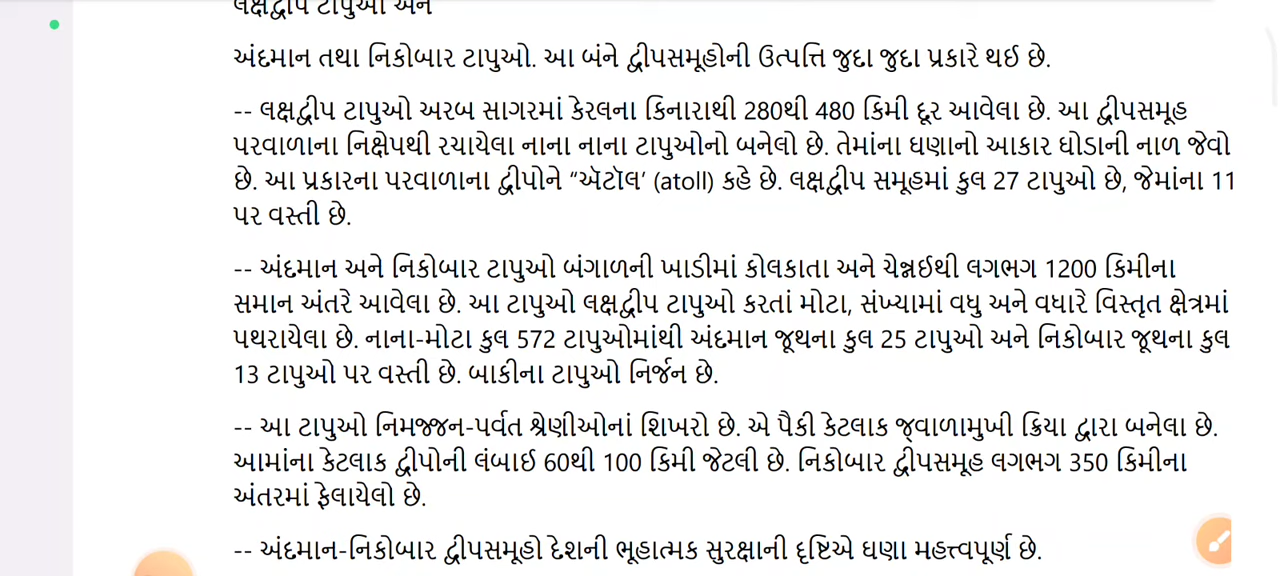 લક્ષદ્વીપ ટાપુઓ અને
અંદમાન તથા નિકોબાર ટાપુઓ. આ બંને દ્વીપસમૂહોની ઉત્પત્તિ જુદા જુદા પ્રકારે થઈ છે.
-- લક્ષદ્વીપ ટાપુઓ અરબ સાગરમાં કેરલના કિનારાથી 280થી 480 કિમી દૂર આવેલા છે. આ દ્વીપસમૂહ
પરવાળાના નિક્ષેપથી રચાયેલા નાના નાના ટાપુઓનો બનેલો છે. તેમાંના ઘણાનો આકાર ઘોડાની નાળ જેવો
છે. આ પ્રકારના પરવાળાના દ્વીપોને “ઍટૉલ’ (atoll) કહે છે. લક્ષદ્વીપ સમૂહમાં કુલ 27 ટાપુઓ છે, જેમાંના 11
પર વસ્તી છે.
-- અંદમાન અને નિકોબાર ટાપુઓ બંગાળની ખાડીમાં કોલકાતા અને ચેન્નઈથી લગભગ 1200 કિમીના
સમાન અંતરે આવેલા છે. આ ટાપુઓ લક્ષદ્વીપ ટાપુઓ કરતાં મોટા, સંખ્યામાં વધુ અને વધારે વિસ્તૃત ક્ષેત્રમાં
પથરાયેલા છે. નાના-મોટા કુલ 572 ટાપુઓમાંથી અંદમાન જૂથના કુલ 25 ટાપુઓ અને નિકોબાર જૂથના કુલ
13 ટાપુઓ પર વસ્તી છે. બાકીના ટાપુઓ નિર્જન છે.
-- આ ટાપુઓ નિમજ્જન-પર્વત શ્રેણીઓનાં શિખરો છે. એ પૈકી કેટલાક જ્વાળામુખી ક્રિયા દ્વારા બનેલા છે.
આમાંના કેટલાક દ્વીપોની લંબાઈ 60થી 100 કિમી જેટલી છે. નિકોબાર દ્વીપસમૂહ લગભગ 350 કિમીના
અંતરમાં ફેલાયેલો છે.
-- અંદમાન-નિકોબાર દ્વીપસમૂહો દેશની ભૂહાત્મક સુરક્ષાની દૃષ્ટિએ ઘણા મહત્ત્વપૂર્ણ છે.